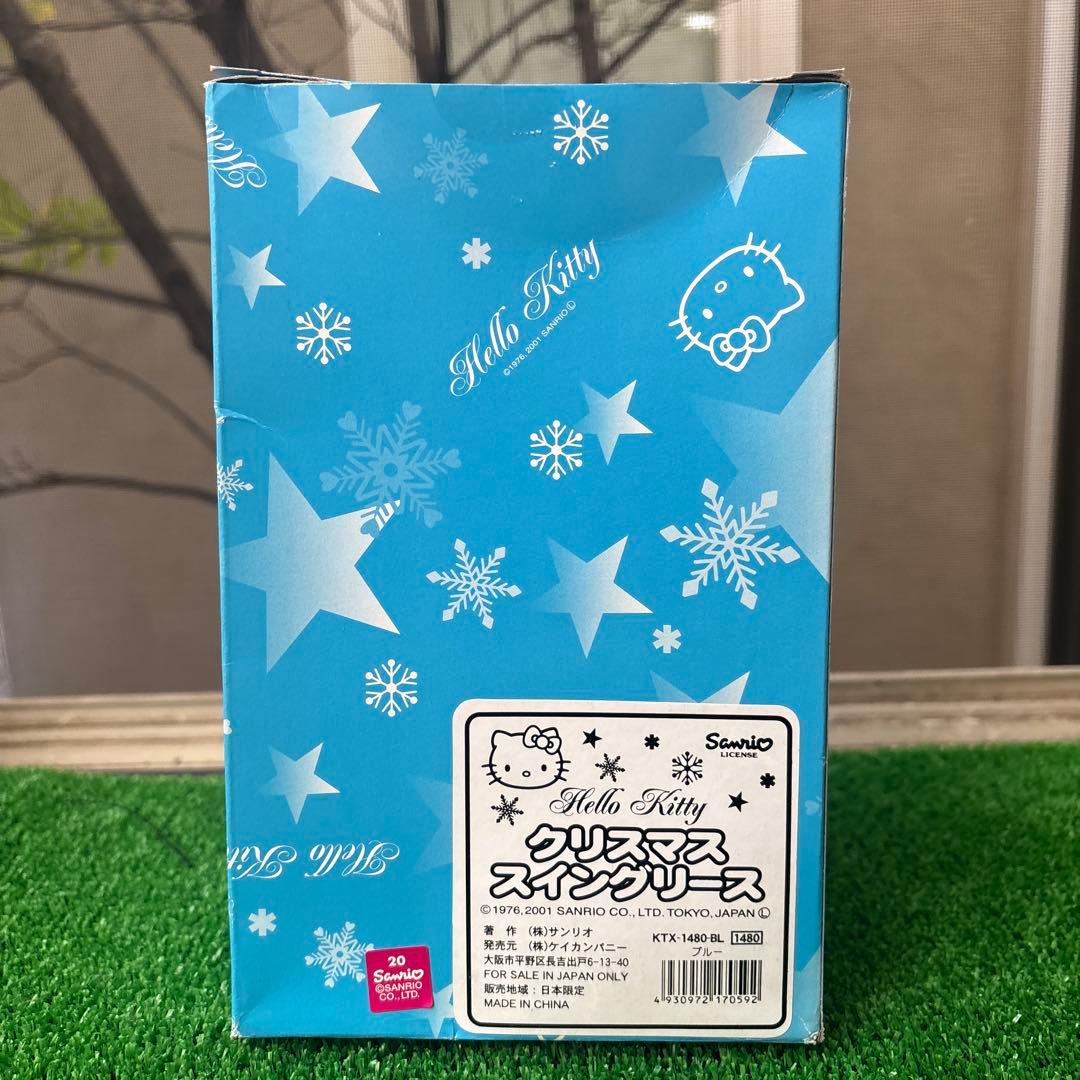 Hello
Hello Kitty
©1976, 2001 SANRIO Ⓛ
Hello Kit
Sanrio
LICENSE
Hello Kitty
クリスマス
スイングリース
©1976,2001 SANRIO CO., LTD. TOKYO, JAPAN Ⓛ
著 作 (株)サンリオ
発売元 (株)ケイカンパニー
大阪市平野区長吉出戸6-13-40
FOR SALE IN JAPAN ONLY
販売地域：日本限定
MADE IN CHINA
KTX-1480-BL 1480
ブルー
4 930972 170592
20
Sanrio
©SANRIO
CO., LTD.